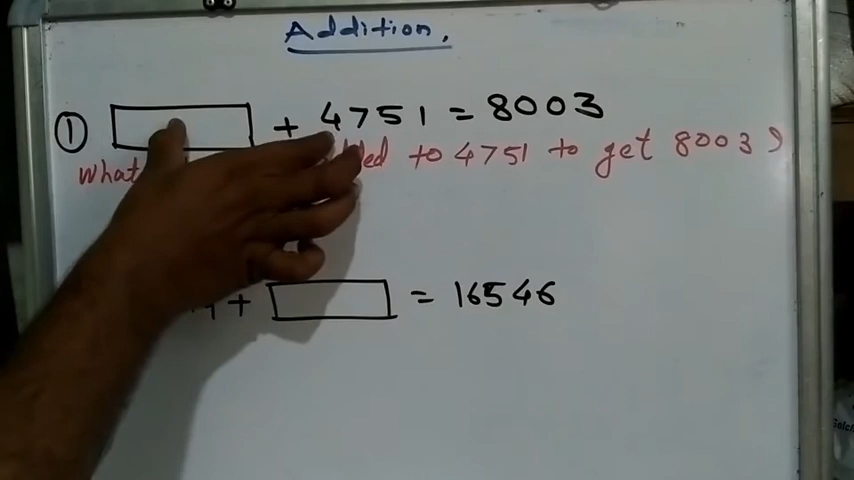 Addition.
① + 4751 = 8003
What to 4751 to get 8003?
+ = 16546